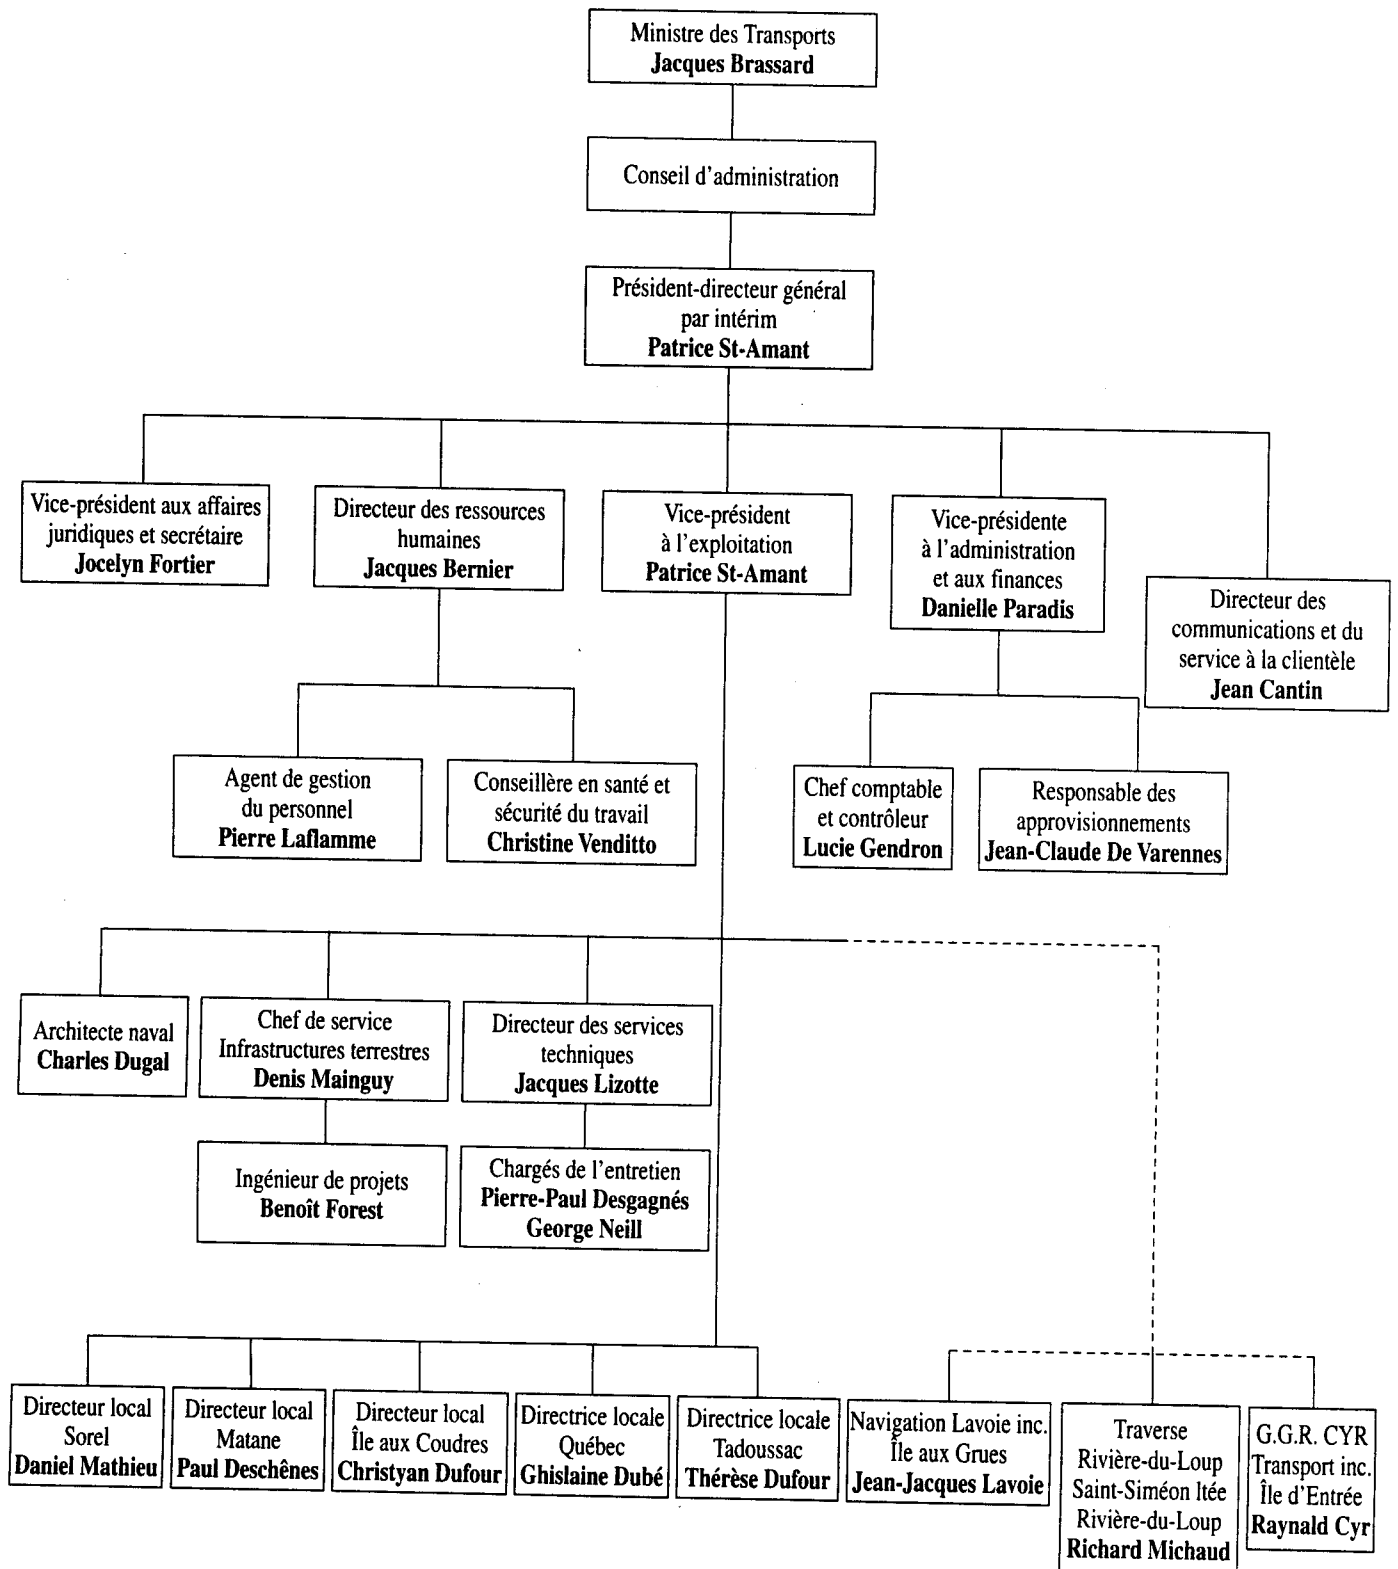 Ministre des Transports
Jacques Brassard
Conseil d'administration
Président-directeur général
par intérim
Patrice St-Amant
Vice-président aux affaires
juridiques et secrétaire
Jocelyn Fortier
Directeur des ressources
humaines
Jacques Bernier
Vice-président
à l'exploitation
Patrice St-Amant
Vice-présidente
à l'administration
et aux finances
Danielle Paradis
Directeur des
communications et du
service à la clientèle
Jean Cantin
Agent de gestion
du personnel
Pierre Laflamme
Conseillère en santé et
sécurité du travail
Christine Venditto
Chef comptable
et contrôleur
Lucie Gendron
Responsable des
approvisionnements
Jean-Claude De Varennes
Architecte naval
Charles Dugal
Chef de service
Infrastructures terrestres
Denis Mainguy
Directeur des services
techniques
Jacques Lizotte
Ingénieur de projets
Benoît Forest
Chargés de l'entretien
Pierre-Paul Desgagnés
George Neill
Directeur local
Sorel
Daniel Mathieu
Directeur local
Matane
Paul Deschênes
Directeur local
Île aux Coudres
Christyan Dufour
Directrice locale
Québec
Ghislaine Dubé
Directrice locale
Tadoussac
Thérèse Dufour
Navigation Lavoie inc.
Île aux Grues
Jean-Jacques Lavoie
Traverse
Rivière-du-Loup
Saint-Siméon ltée
Rivière-du-Loup
Richard Michaud
G.G.R. CYR
Transport inc.
Île d'Entrée
Raynald Cyr